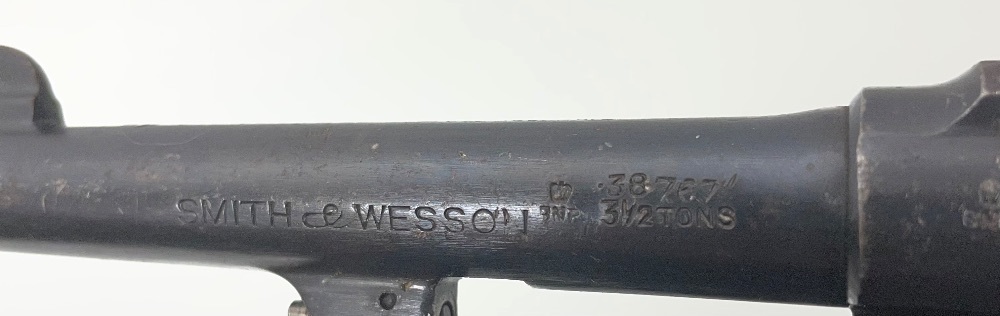 SMITH & WESSON
.38 767"
3½ TONS